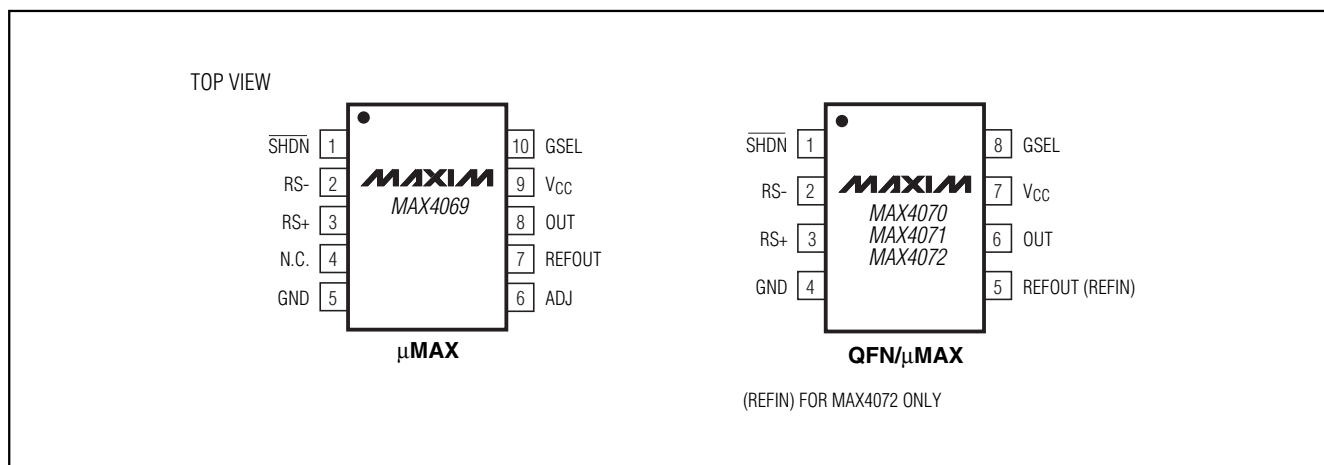 TOP VIEW
SHDN 1
RS- 2
RS+ 3
N.C. 4
GND 5
MAXIM
MAX4069
10 GSEL
9 VCC
8 OUT
7 REFOUT
6 ADJ
µMAX
SHDN 1
RS- 2
RS+ 3
GND 4
MAXIM
MAX4070
MAX4071
MAX4072
8 GSEL
7 VCC
6 OUT
5 REFOUT (REFIN)
QFN/µMAX
(REFIN) FOR MAX4072 ONLY